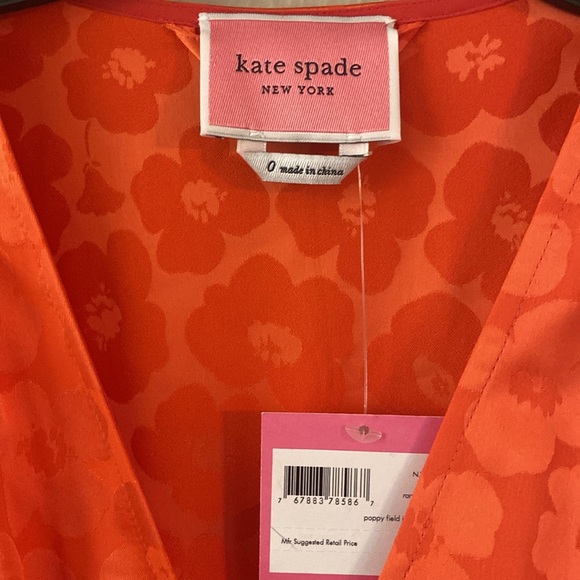 kate spade
NEW YORK
0 made in china
7 67883 78586 7
poppy field
Mfr Suggested Retail Price